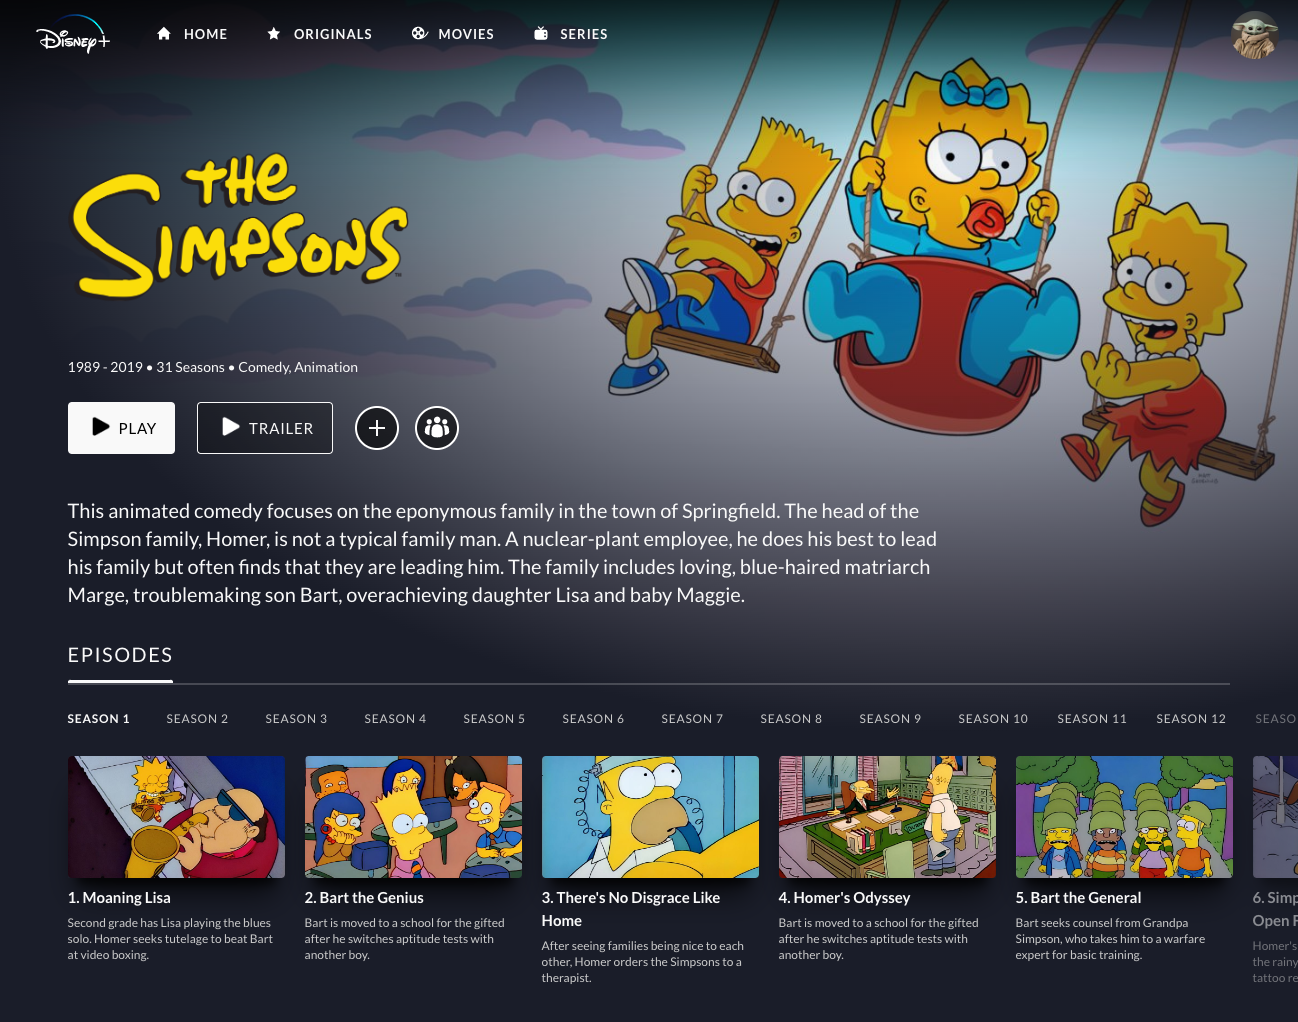 Disney+
HOME
ORIGINALS
MOVIES
SERIES
THE
SIMPSONS
™
1989 - 2019 • 31 Seasons • Comedy, Animation
PLAY
TRAILER
This animated comedy focuses on the eponymous family in the town of Springfield. The head of the
Simpson family, Homer, is not a typical family man. A nuclear-plant employee, he does his best to lead
his family but often finds that they are leading him. The family includes loving, blue-haired matriarch
Marge, troublemaking son Bart, overachieving daughter Lisa and baby Maggie.
EPISODES
SEASON 1
SEASON 2
SEASON 3
SEASON 4
SEASON 5
SEASON 6
SEASON 7
SEASON 8
SEASON 9
SEASON 10
SEASON 11
SEASON 12
SEASO
1. Moaning Lisa
Second grade has Lisa playing the blues
solo. Homer seeks tutelage to beat Bart
at video boxing.
2. Bart the Genius
Bart is moved to a school for the gifted
after he switches aptitude tests with
another boy.
3. There's No Disgrace Like
Home
After seeing families being nice to each
other, Homer orders the Simpsons to a
therapist.
4. Homer's Odyssey
Bart is moved to a school for the gifted
after he switches aptitude tests with
another boy.
5. Bart the General
Bart seeks counsel from Grandpa
Simpson, who takes him to a warfare
expert for basic training.
6. Simp
Open F
Homer's
the rainy
tattoo re